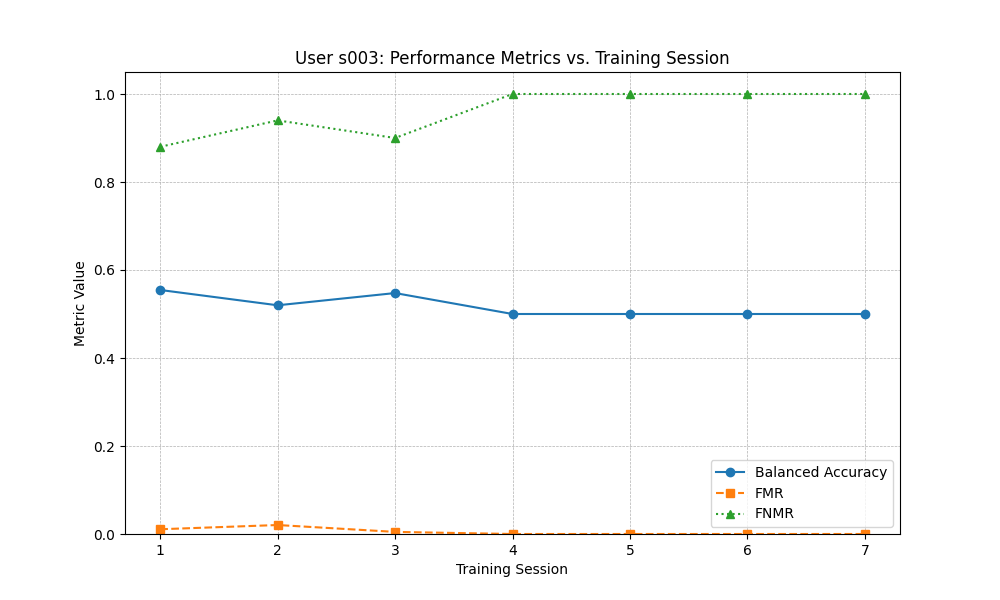 User s003: Performance Metrics vs. Training Session
Metric Value
1.0
0.8
0.6
0.4
0.2
0.0
1 2 3 4 5 6 7
Training Session
Balanced Accuracy
FMR
FNMR